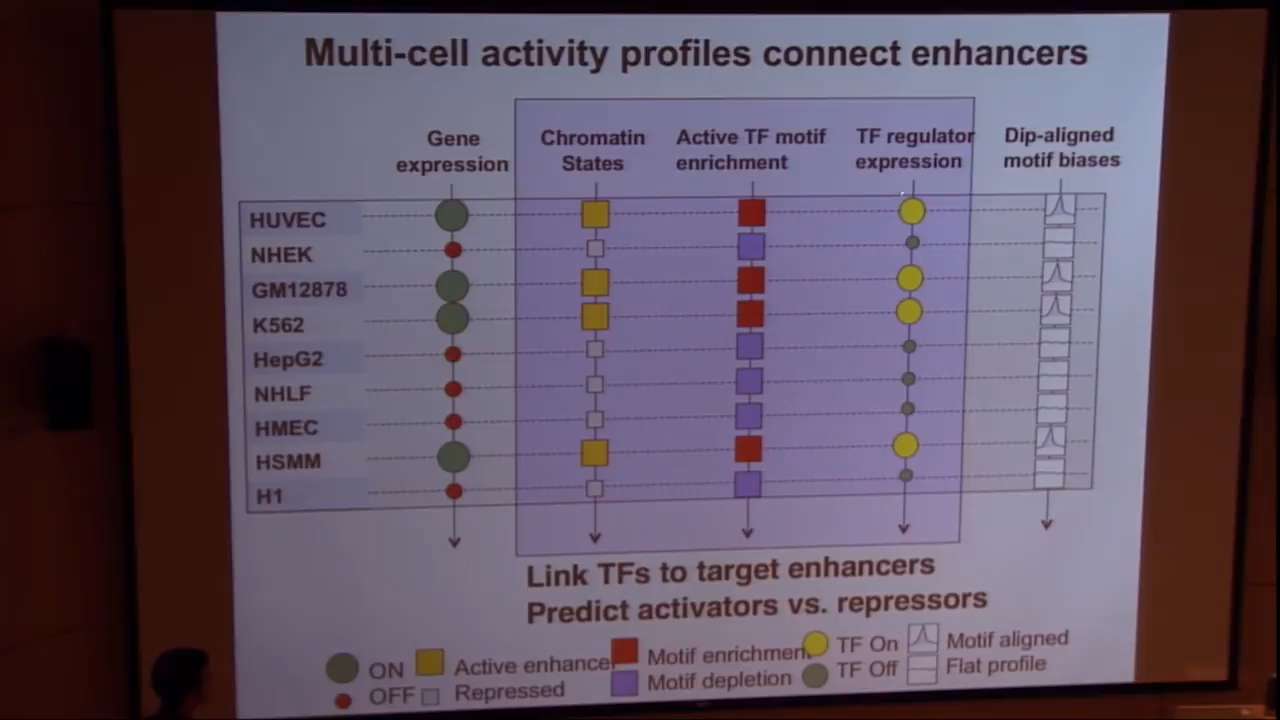 Multi-cell activity profiles connect enhancers
Gene
expression
Chromatin
States
Active TF motif
enrichment
TF regulator
expression
Dip-aligned
motif biases
HUVEC
NHEK
GM12878
K562
HepG2
NHLF
HMEC
HSMM
H1
Link TFs to target enhancers
Predict activators vs. repressors
ON
OFF
Active enhancer
Repressed
Motif enrichment
Motif depletion
TF On
TF Off
Motif aligned
Flat profile